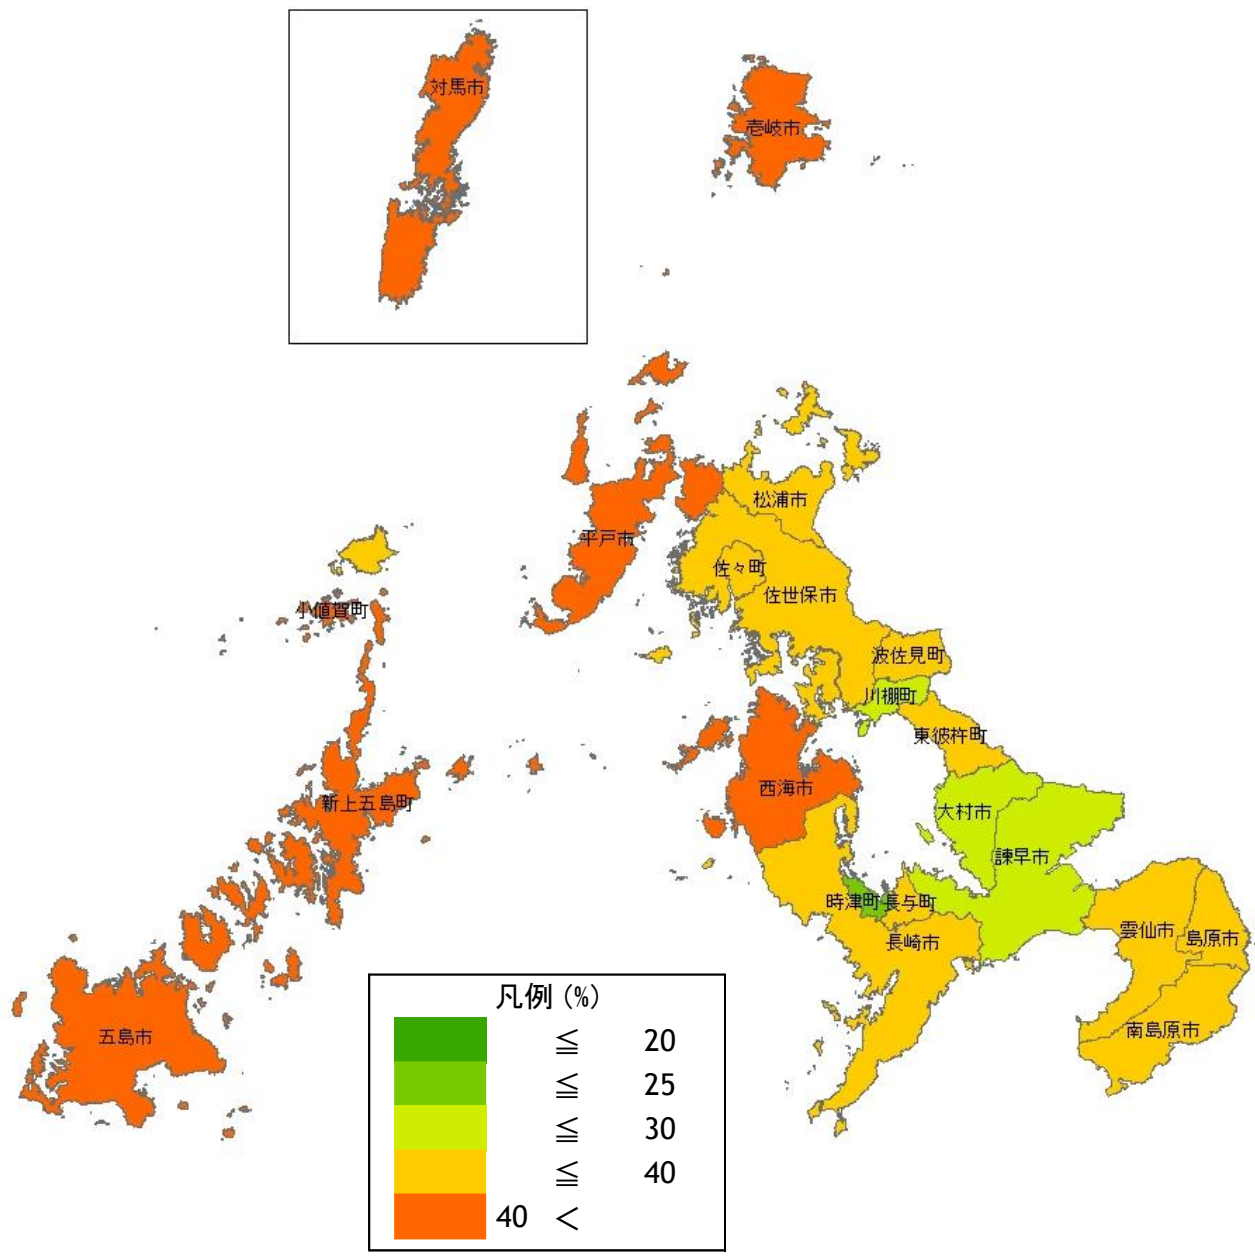 対馬市
壱岐市
松浦市
平戸市
佐々町
佐世保市
小値賀町
波佐見町
川棚町
東彼杵町
西海市
新上五島町
大村市
諫早市
時津町
長与町
長崎市
雲仙市
島原市
南島原市
五島市
凡例 (%)
≦ 20
≦ 25
≦ 30
≦ 40
40 <